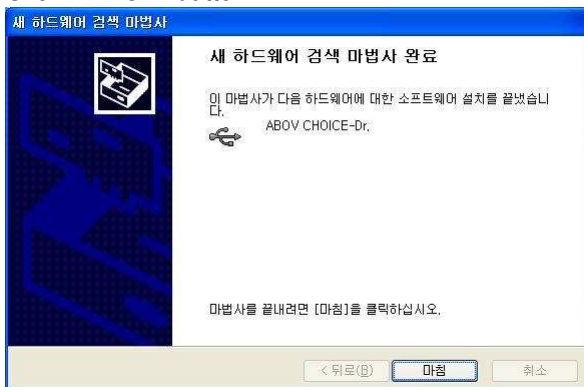 새 하드웨어 검색 마법사
새 하드웨어 검색 마법사 완료
이 마법사가 다음 하드웨어에 대한 소프트웨어 설치를 끝냈습니
다.
ABOV CHOICE-Dr,
마법사를 끝내려면 [마침]을 클릭하십시오.
< 뒤로(B) 마침 취소